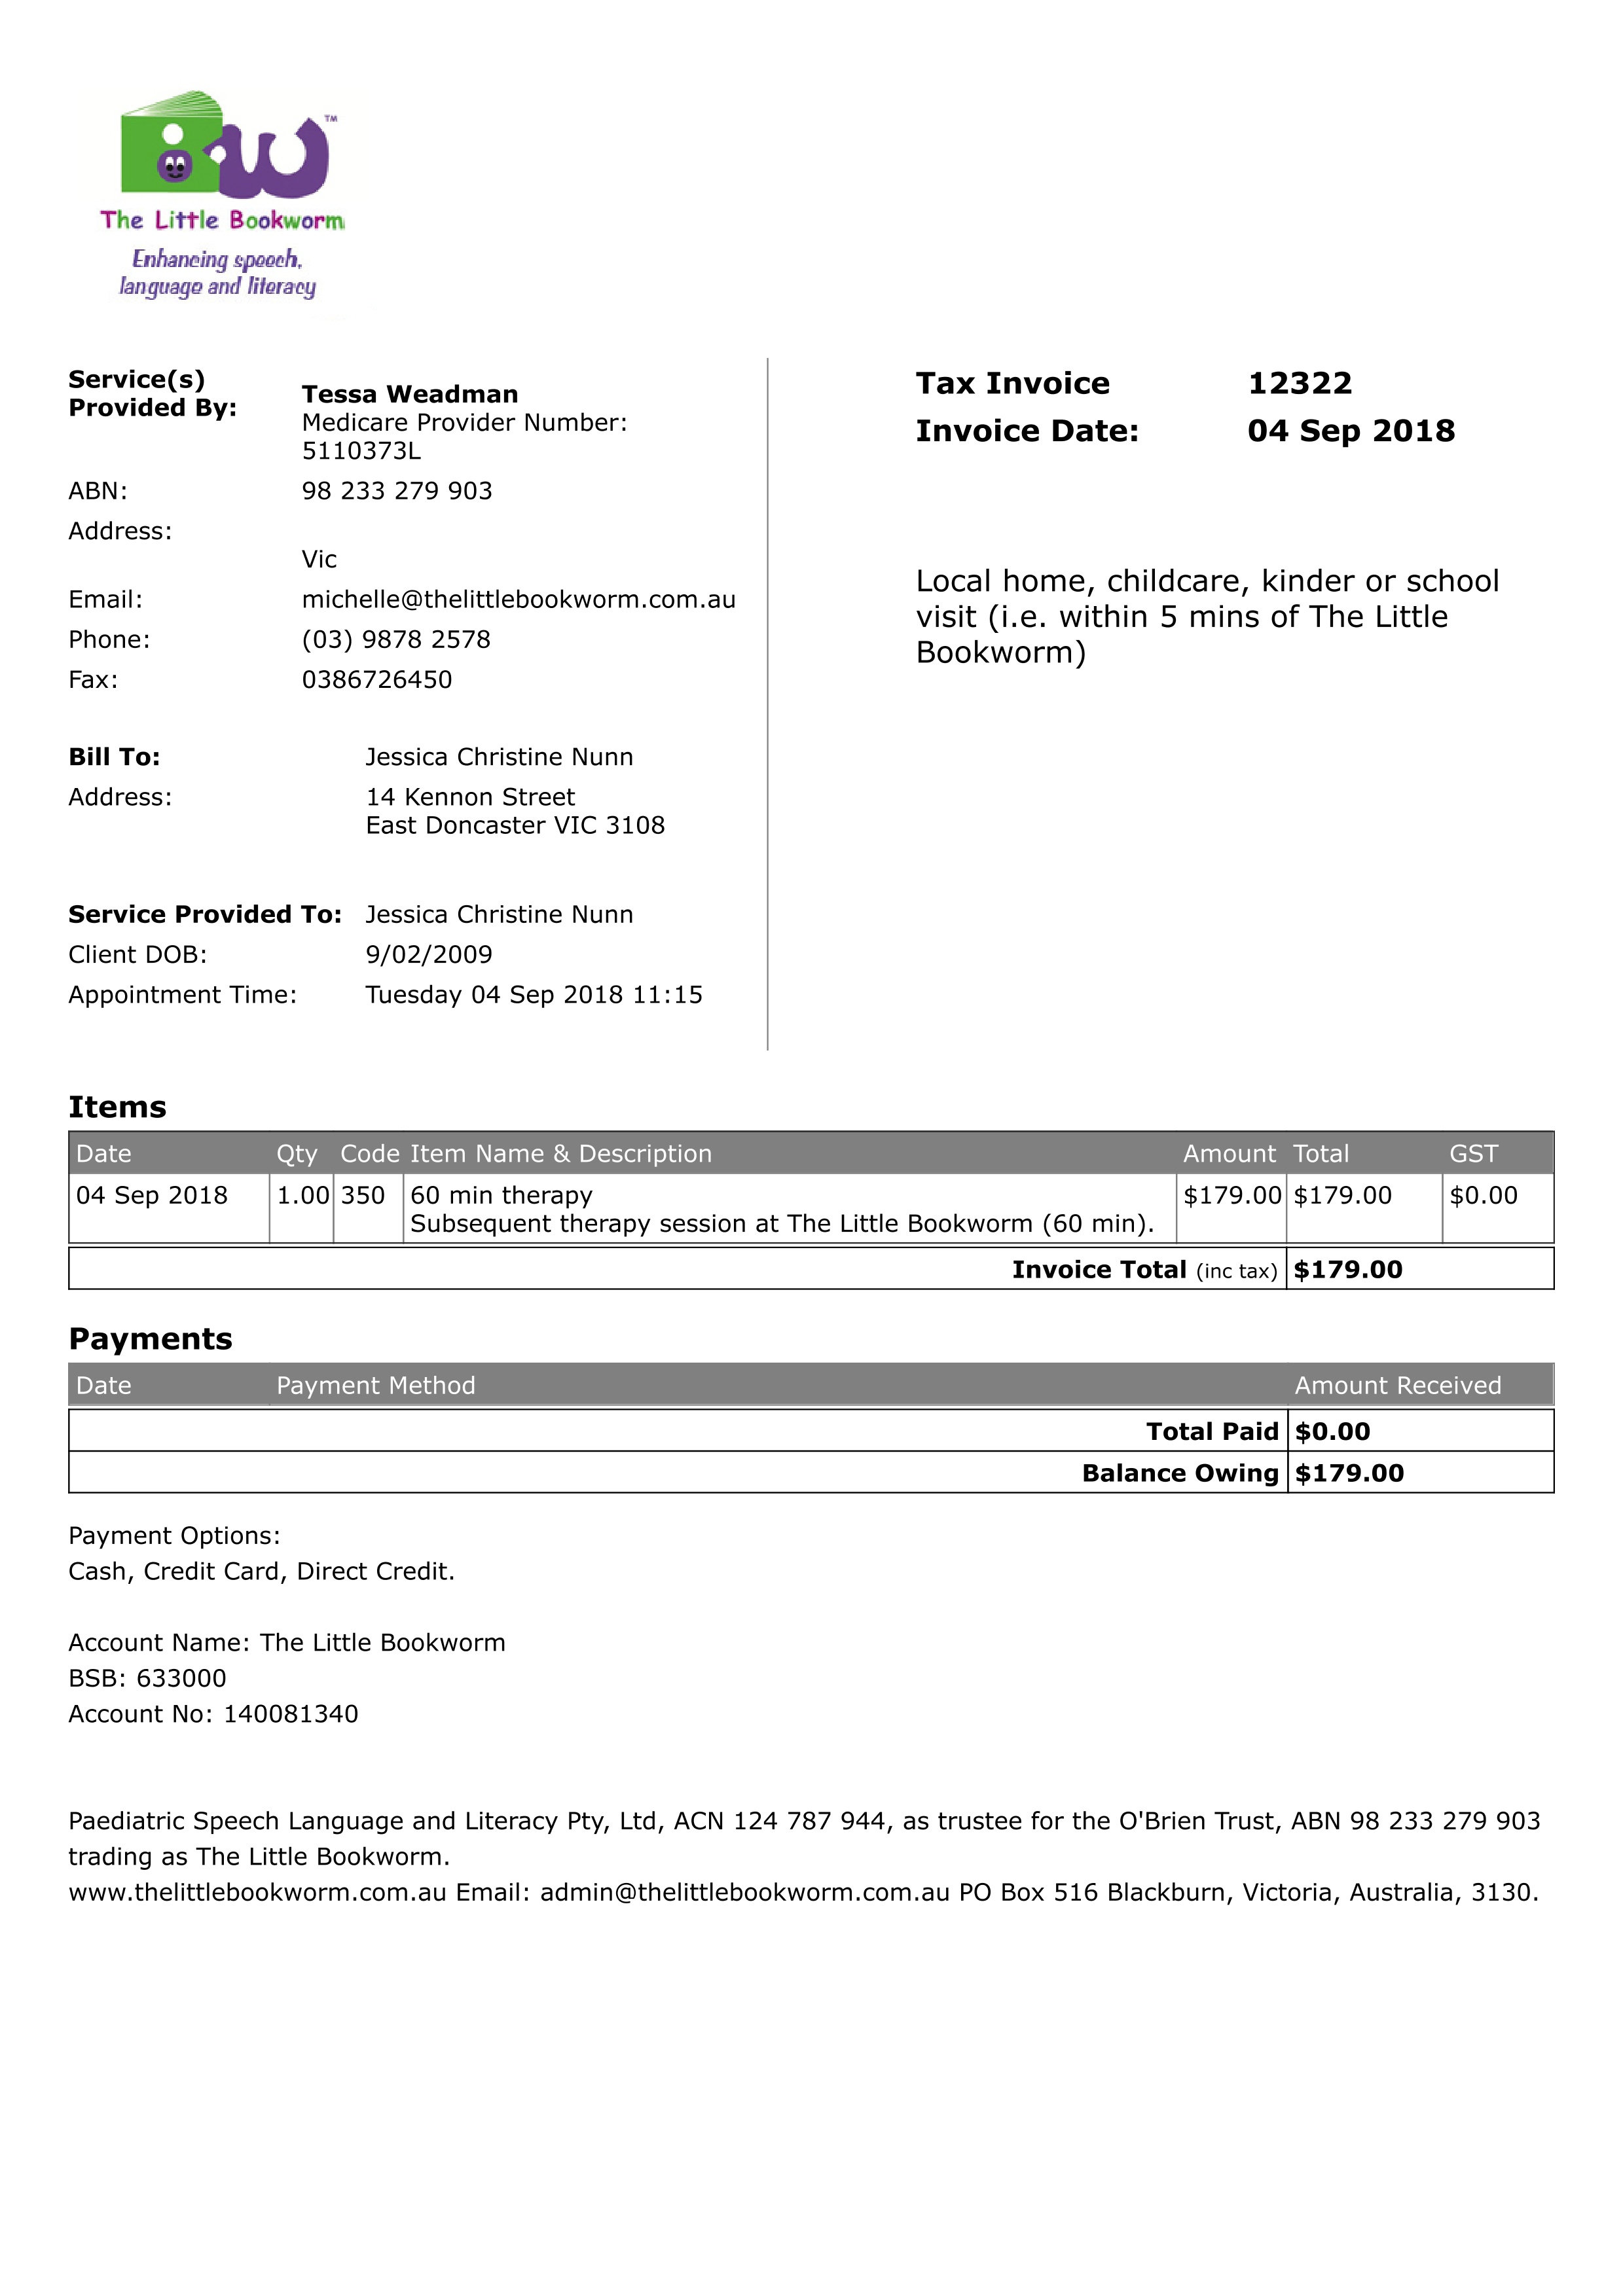 BW™
The Little Bookworm
Enhancing speech,
language and literacy
Service(s)
Provided By:
Tessa Weadman
Medicare Provider Number:
5110373L
ABN: 98 233 279 903
Address:
Vic
Email: michelle@thelittlebookworm.com.au
Phone: (03) 9878 2578
Fax: 0386726450
Bill To: Jessica Christine Nunn
Address: 14 Kennon Street
East Doncaster VIC 3108
Service Provided To: Jessica Christine Nunn
Client DOB: 9/02/2009
Appointment Time: Tuesday 04 Sep 2018 11:15
Tax Invoice 12322
Invoice Date: 04 Sep 2018
Local home, childcare, kinder or school
visit (i.e. within 5 mins of The Little
Bookworm)
Items
Date Qty Code Item Name & Description Amount Total GST
04 Sep 2018 1.00 350 60 min therapy $179.00 $179.00 $0.00
Subsequent therapy session at The Little Bookworm (60 min).
Invoice Total (inc tax) $179.00
Payments
Date Payment Method Amount Received
Total Paid $0.00
Balance Owing $179.00
Payment Options:
Cash, Credit Card, Direct Credit.
Account Name: The Little Bookworm
BSB: 633000
Account No: 140081340
Paediatric Speech Language and Literacy Pty, Ltd, ACN 124 787 944, as trustee for the O'Brien Trust, ABN 98 233 279 903
trading as The Little Bookworm.
www.thelittlebookworm.com.au Email: admin@thelittlebookworm.com.au PO Box 516 Blackburn, Victoria, Australia, 3130.